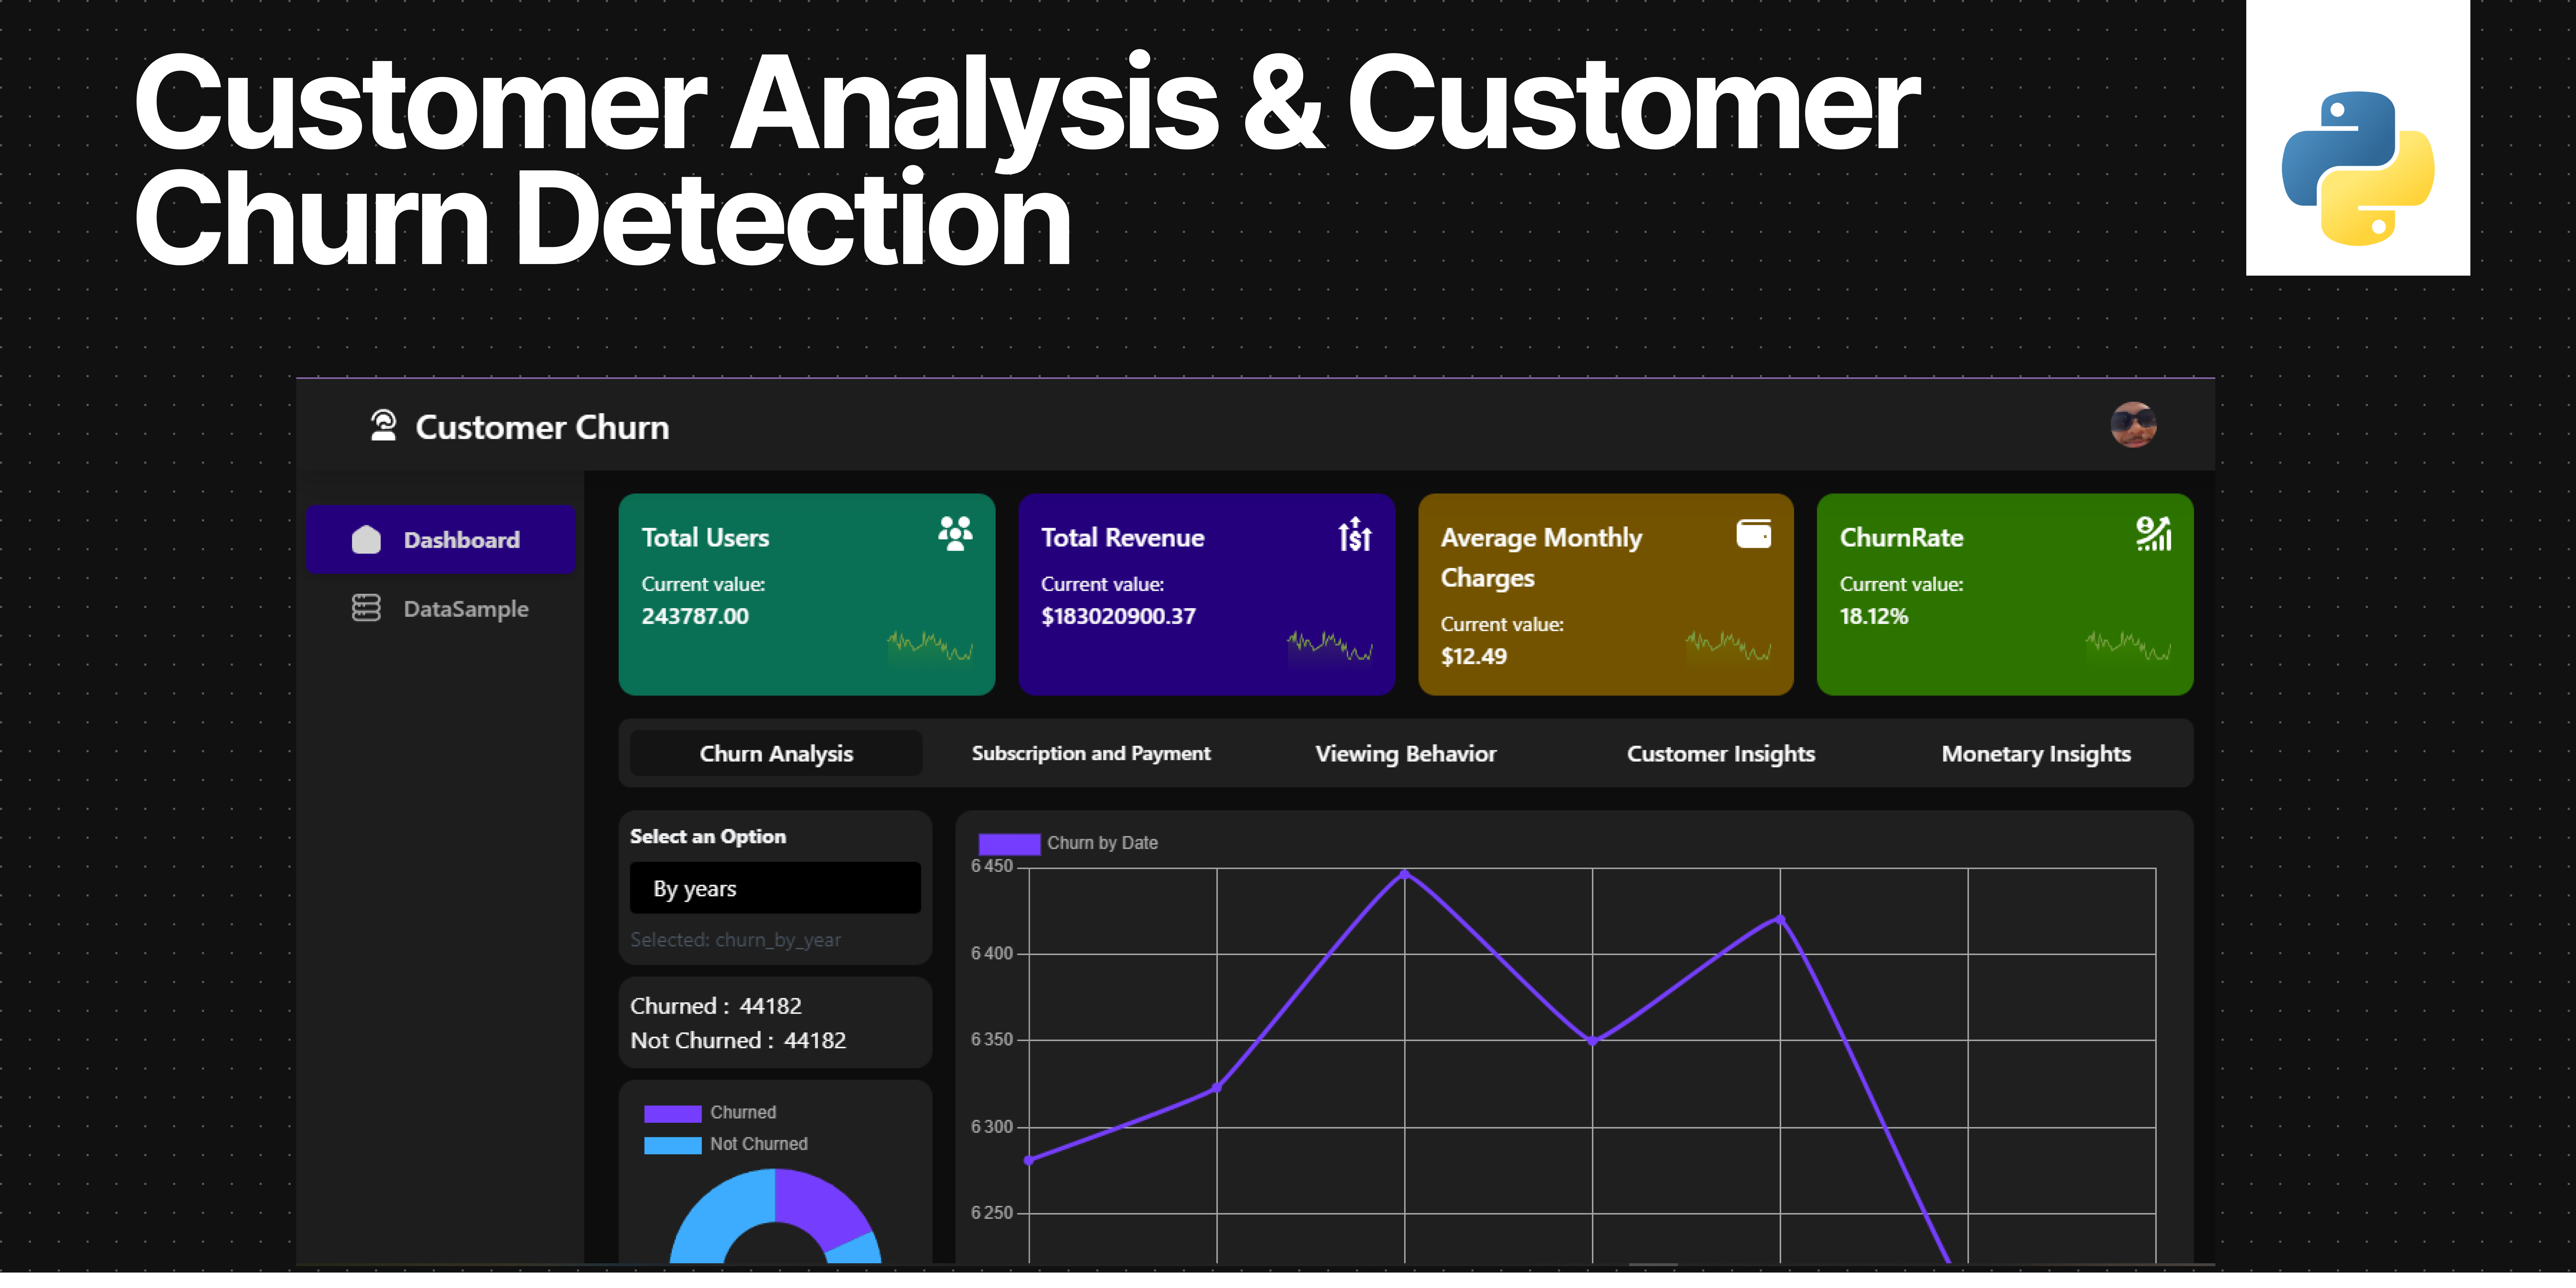 Customer Analysis & Customer
Churn Detection
Customer Churn
Dashboard
DataSample
Total Users
Current value:
243787.00
Total Revenue
Current value:
$183020900.37
Average Monthly
Charges
Current value:
$12.49
ChurnRate
Current value:
18.12%
Churn Analysis
Subscription and Payment
Viewing Behavior
Customer Insights
Monetary Insights
Select an Option
By years
Selected: churn_by_year
Churned : 44182
Not Churned : 44182
Churned
Not Churned
Churn by Date
6 450
6 400
6 350
6 300
6 250